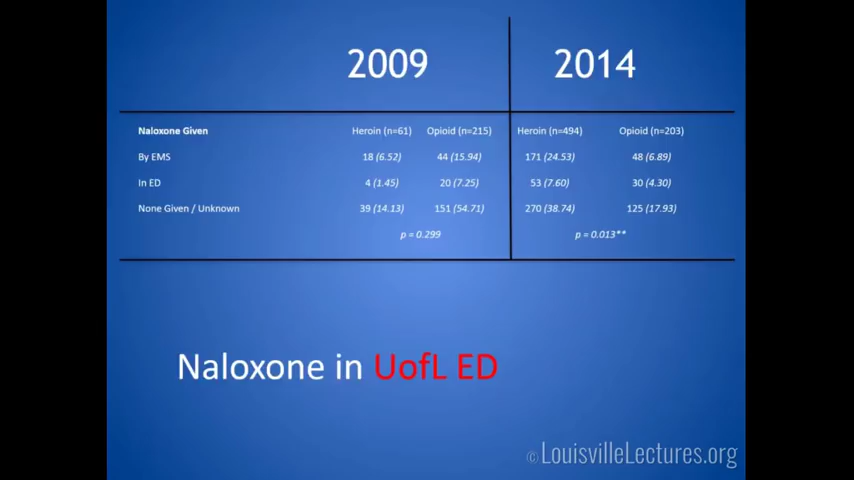 2009 2014
Naloxone Given Heroin (n=61) Opioid (n=215) Heroin (n=494) Opioid (n=203)
By EMS 18 (6.52) 44 (15.94) 171 (24.53) 48 (6.89)
In ED 4 (1.45) 20 (7.25) 53 (7.60) 30 (4.30)
None Given / Unknown 39 (14.13) 151 (54.71) 270 (38.74) 125 (17.93)
p = 0.299 p = 0.013**
Naloxone in UofL ED
© LouisvilleLectures.org